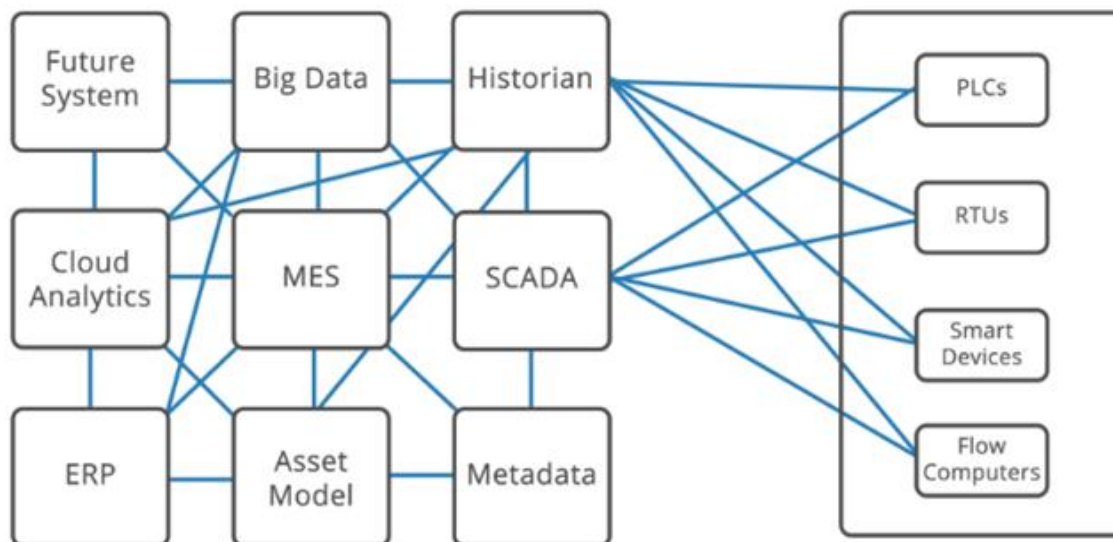 Future
System
Big Data
Historian
PLCs
Cloud
Analytics
MES
SCADA
RTUs
Smart
Devices
ERP
Asset
Model
Metadata
Flow
Computers